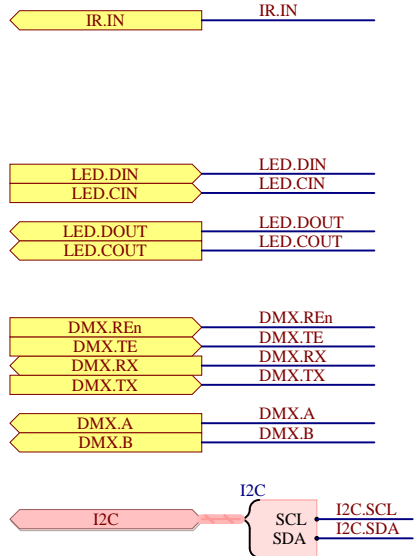 IR.IN IR.IN
LED.DIN LED.DIN
LED.CIN LED.CIN
LED.DOUT LED.DOUT
LED.COUT LED.COUT
DMX.REn DMX.REn
DMX.TE DMX.TE
DMX.RX DMX.RX
DMX.TX DMX.TX
DMX.A DMX.A
DMX.B DMX.B
I2C
I2C SCL I2C.SCL
SDA I2C.SDA